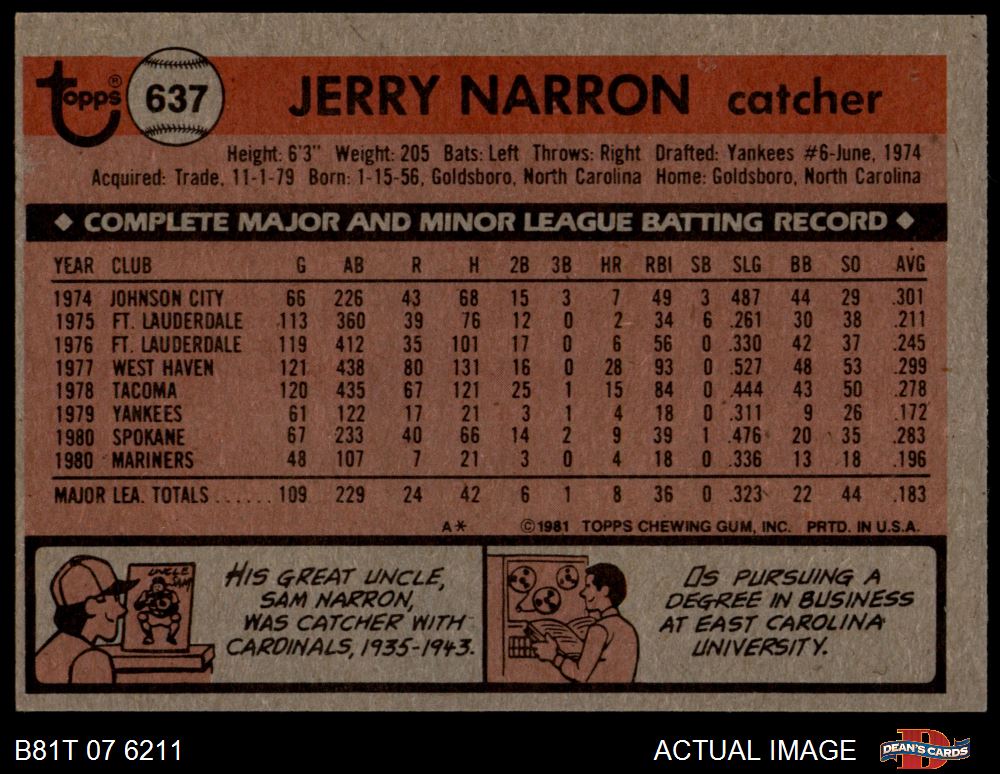 topps® 637 JERRY NARRON catcher
Height: 6'3" Weight: 205 Bats: Left Throws: Right Drafted: Yankees #6-June, 1974
Acquired: Trade, 11-1-79 Born: 1-15-56, Goldsboro, North Carolina Home: Goldsboro, North Carolina
◆ COMPLETE MAJOR AND MINOR LEAGUE BATTING RECORD ◆
YEAR CLUB G AB R H 2B 3B HR RBI SB SLG BB SO AVG
1974 JOHNSON CITY 66 226 43 68 15 3 7 49 3 487 44 29 .301
1975 FT. LAUDERDALE 113 360 39 76 12 0 2 34 6 .261 30 38 .211
1976 FT. LAUDERDALE 119 412 35 101 17 0 6 56 0 .330 42 37 .245
1977 WEST HAVEN 121 438 80 131 16 0 28 93 0 .527 48 53 .299
1978 TACOMA 120 435 67 121 25 1 15 84 0 .444 43 50 .278
1979 YANKEES 61 122 17 21 3 1 4 18 0 .311 9 26 .172
1980 SPOKANE 67 233 40 66 14 2 9 39 1 .476 20 35 .283
1980 MARINERS 48 107 7 21 3 0 4 18 0 .336 13 18 .196
MAJOR LEA. TOTALS ...... 109 229 24 42 6 1 8 36 0 .323 22 44 .183
A* ©1981 TOPPS CHEWING GUM, INC. PRTD. IN U.S.A.
UNCLE
SAM
HIS GREAT UNCLE,
SAM NARRON,
WAS CATCHER WITH
CARDINALS, 1935-1943.
IS PURSUING A
DEGREE IN BUSINESS
AT EAST CAROLINA
UNIVERSITY.
B81T 07 6211 ACTUAL IMAGE D DEAN'S CARDS